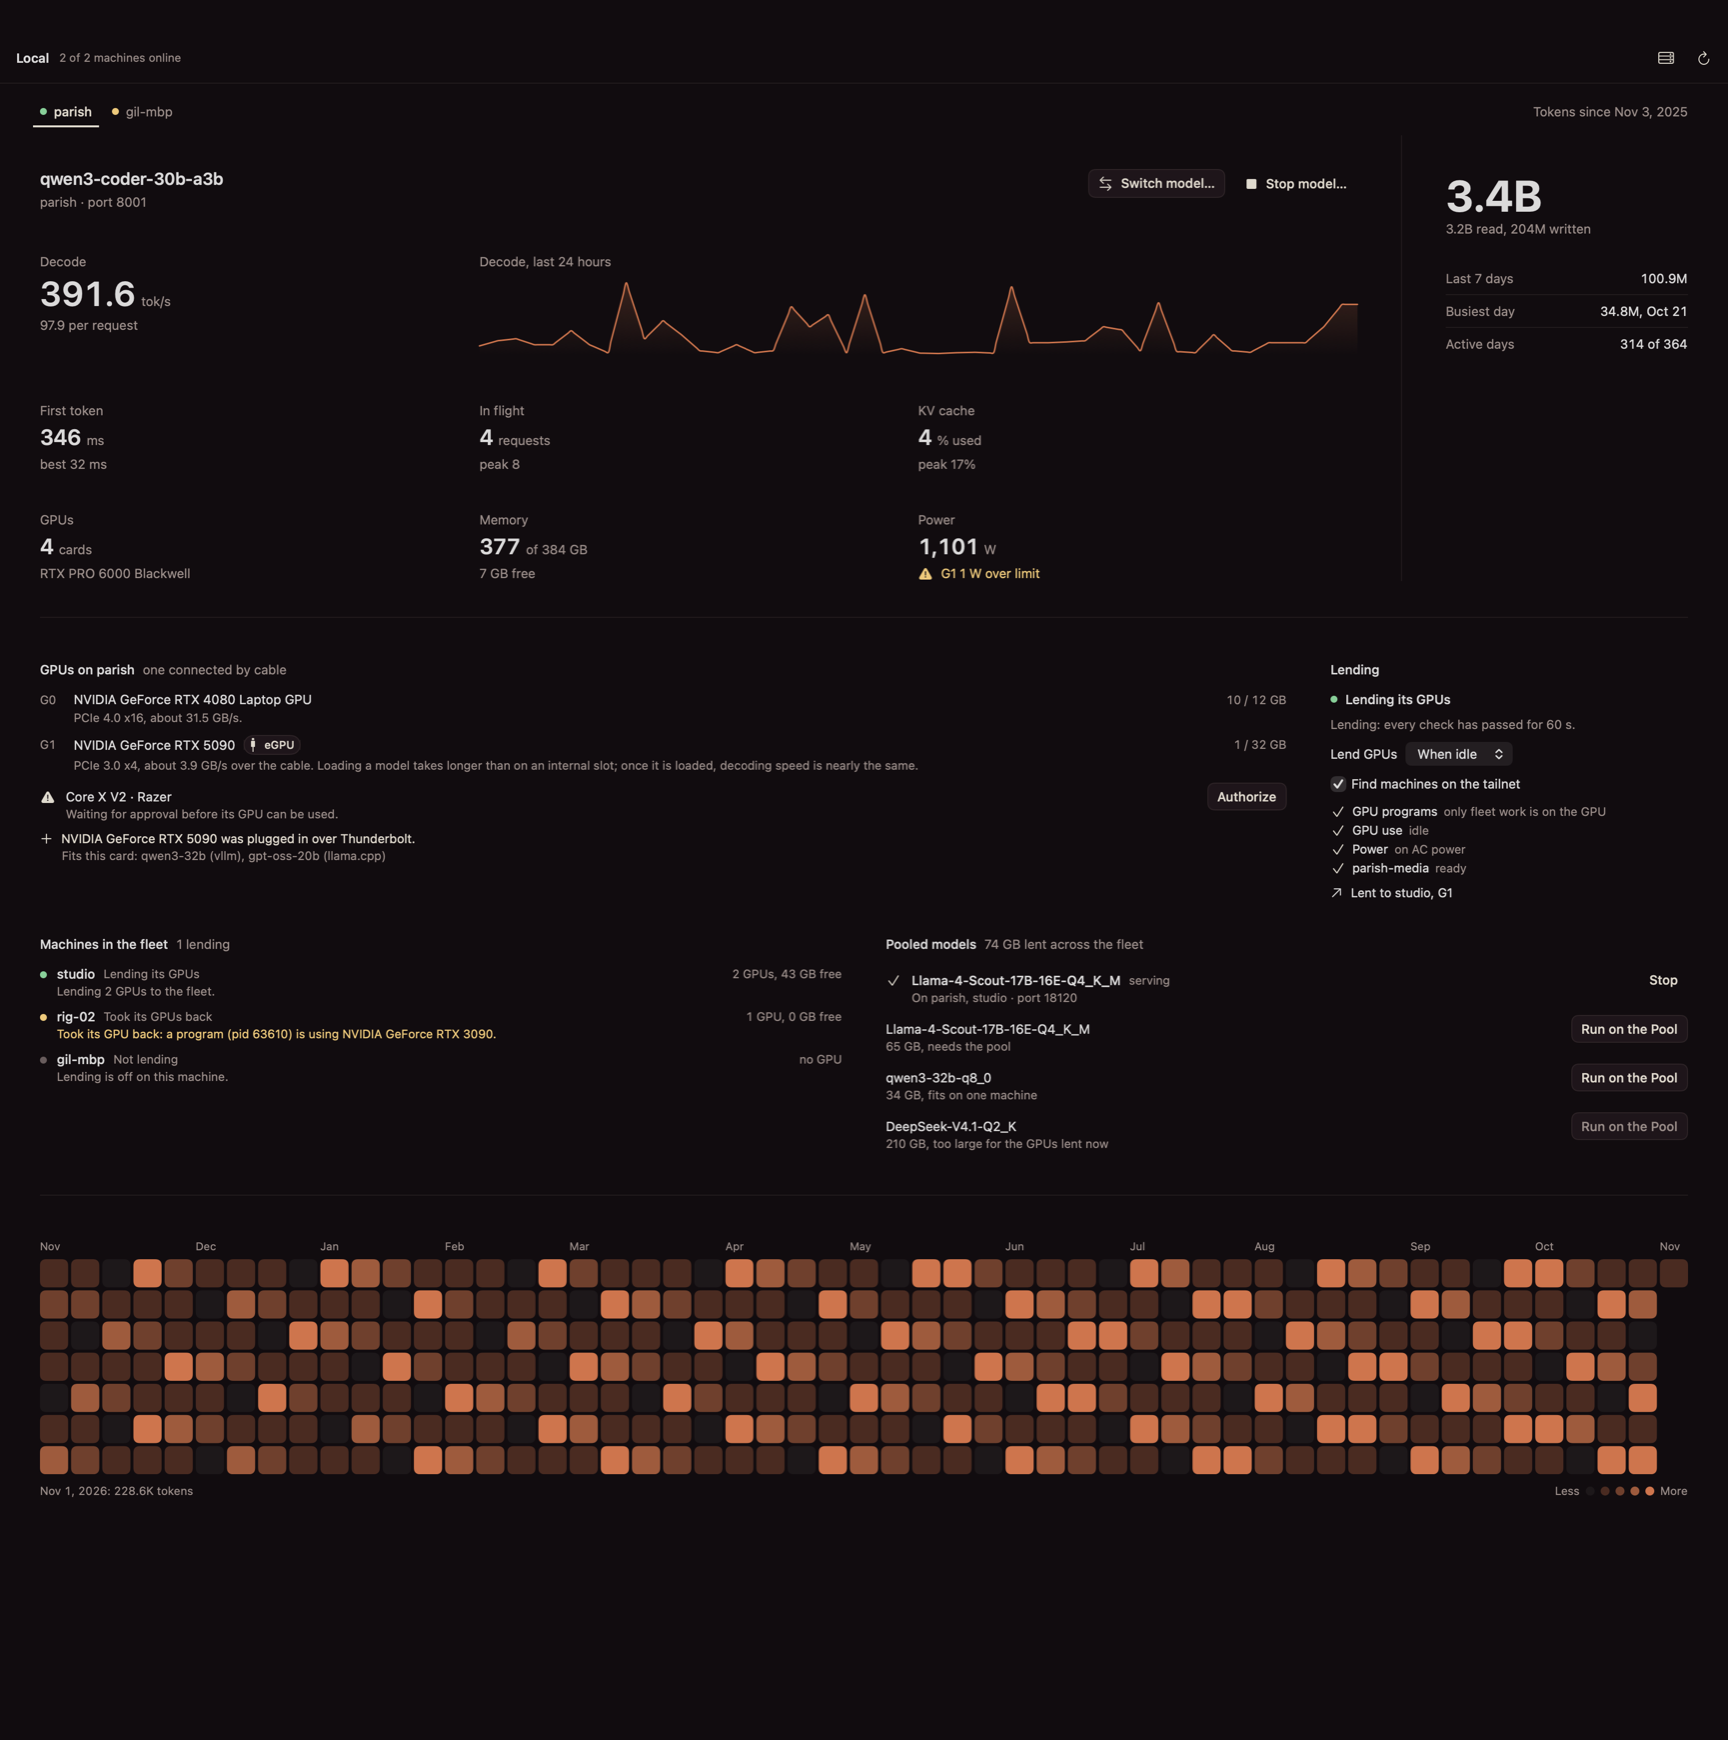 Local 2 of 2 machines online
parish gil-mbp
Tokens since Nov 3, 2025
qwen3-coder-30b-a3b
parish · port 8001
Switch model... Stop model...
3.4B
3.2B read, 204M written
Last 7 days 100.9M
Busiest day 34.8M, Oct 21
Active days 314 of 364
Decode
391.6 tok/s
97.9 per request
Decode, last 24 hours
First token
346 ms
best 32 ms
In flight
4 requests
peak 8
KV cache
4 % used
peak 17%
GPUs
4 cards
RTX PRO 6000 Blackwell
Memory
377 of 384 GB
7 GB free
Power
1,101 W
G1 1 W over limit
GPUs on parish one connected by cable
G0 NVIDIA GeForce RTX 4080 Laptop GPU 10 / 12 GB
PCIe 4.0 x16, about 31.5 GB/s.
G1 NVIDIA GeForce RTX 5090 eGPU 1 / 32 GB
PCIe 3.0 x4, about 3.9 GB/s over the cable. Loading a model takes longer than on an internal slot; once it is loaded, decoding speed is nearly the same.
Core X V2 · Razer
Waiting for approval before its GPU can be used.
Authorize
NVIDIA GeForce RTX 5090 was plugged in over Thunderbolt.
Fits this card: qwen3-32b (vllm), gpt-oss-20b (llama.cpp)
Lending
Lending its GPUs
Lending: every check has passed for 60 s.
Lend GPUs When idle
Find machines on the tailnet
GPU programs only fleet work is on the GPU
GPU use idle
Power on AC power
parish-media ready
Lent to studio, G1
Machines in the fleet 1 lending
studio Lending its GPUs 2 GPUs, 43 GB free
Lending 2 GPUs to the fleet.
rig-02 Took its GPUs back 1 GPU, 0 GB free
Took its GPU back: a program (pid 63610) is using NVIDIA GeForce RTX 3090.
gil-mbp Not lending no GPU
Lending is off on this machine.
Pooled models 74 GB lent across the fleet
Llama-4-Scout-17B-16E-Q4_K_M serving
On parish, studio · port 18120
Stop
Llama-4-Scout-17B-16E-Q4_K_M
65 GB, needs the pool
Run on the Pool
qwen3-32b-q8_0
34 GB, fits on one machine
Run on the Pool
DeepSeek-V4.1-Q2_K
210 GB, too large for the GPUs lent now
Run on the Pool
Nov Dec Jan Feb Mar Apr May Jun Jul Aug Sep Oct Nov
Nov 1, 2026: 228.6K tokens
Less More